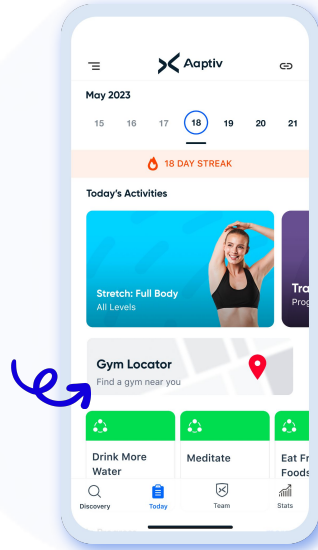 Aaptiv
May 2023
15 16 17 18 19 20 21
18 DAY STREAK
Today's Activities
Stretch: Full Body
All Levels
Tra
Prog
Gym Locator
Find a gym near you
Drink More
Water
Meditate
Eat Fr
Foods
Discovery Today Team Stats